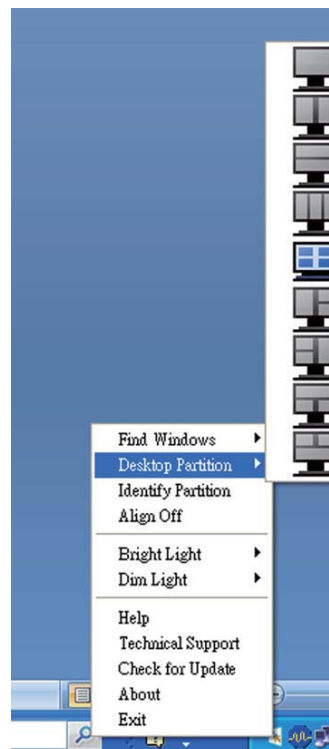 Find Windows
Desktop Partition
Identify Partition
Align Off
Bright Light
Dim Light
Help
Technical Support
Check for Update
About
Exit